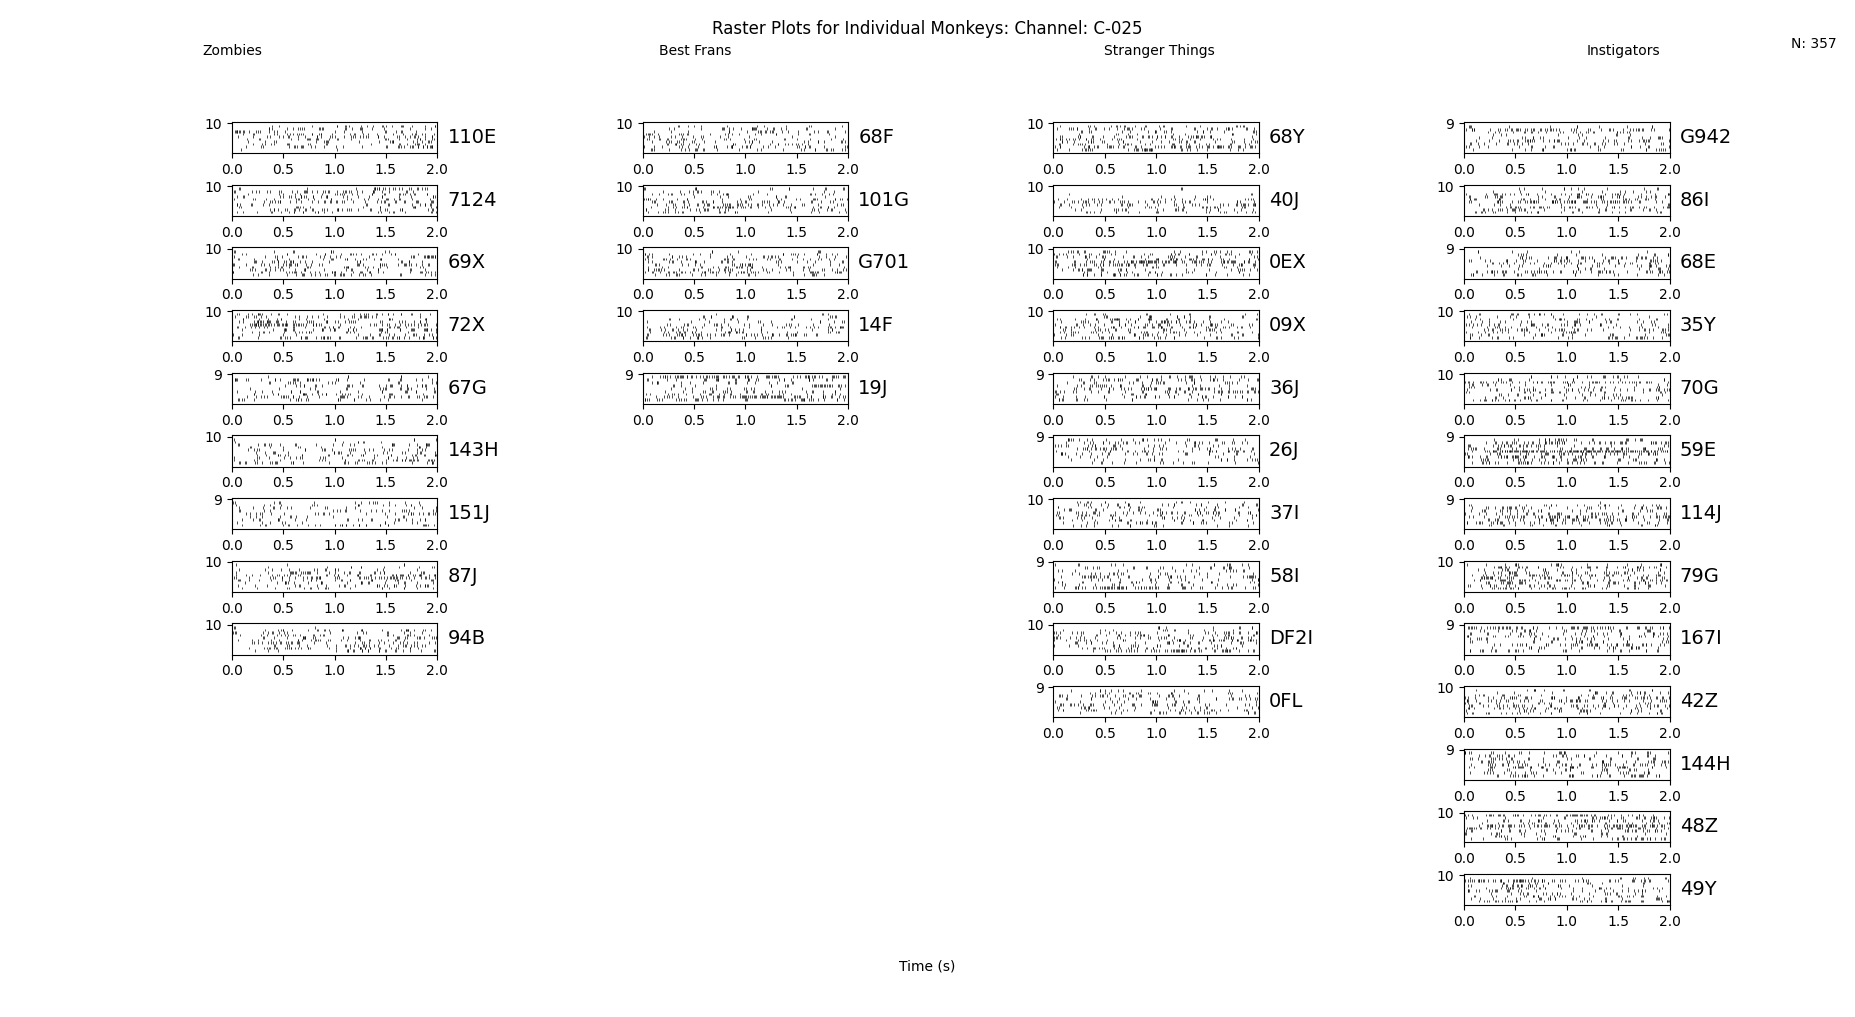 Raster Plots for Individual Monkeys: Channel: C-025
N: 357
Zombies
10 110E
0.0 0.5 1.0 1.5 2.0
10 7124
0.0 0.5 1.0 1.5 2.0
10 69X
0.0 0.5 1.0 1.5 2.0
10 72X
0.0 0.5 1.0 1.5 2.0
9 67G
0.0 0.5 1.0 1.5 2.0
10 143H
0.0 0.5 1.0 1.5 2.0
9 151J
0.0 0.5 1.0 1.5 2.0
10 87J
0.0 0.5 1.0 1.5 2.0
10 94B
0.0 0.5 1.0 1.5 2.0
Best Frans
10 68F
0.0 0.5 1.0 1.5 2.0
10 101G
0.0 0.5 1.0 1.5 2.0
10 G701
0.0 0.5 1.0 1.5 2.0
10 14F
0.0 0.5 1.0 1.5 2.0
9 19J
0.0 0.5 1.0 1.5 2.0
Stranger Things
10 68Y
0.0 0.5 1.0 1.5 2.0
10 40J
0.0 0.5 1.0 1.5 2.0
10 0EX
0.0 0.5 1.0 1.5 2.0
10 09X
0.0 0.5 1.0 1.5 2.0
9 36J
0.0 0.5 1.0 1.5 2.0
9 26J
0.0 0.5 1.0 1.5 2.0
10 37I
0.0 0.5 1.0 1.5 2.0
9 58I
0.0 0.5 1.0 1.5 2.0
10 DF2I
0.0 0.5 1.0 1.5 2.0
9 0FL
0.0 0.5 1.0 1.5 2.0
Instigators
9 G942
0.0 0.5 1.0 1.5 2.0
10 86I
0.0 0.5 1.0 1.5 2.0
9 68E
0.0 0.5 1.0 1.5 2.0
10 35Y
0.0 0.5 1.0 1.5 2.0
10 70G
0.0 0.5 1.0 1.5 2.0
9 59E
0.0 0.5 1.0 1.5 2.0
9 114J
0.0 0.5 1.0 1.5 2.0
10 79G
0.0 0.5 1.0 1.5 2.0
9 167I
0.0 0.5 1.0 1.5 2.0
10 42Z
0.0 0.5 1.0 1.5 2.0
9 144H
0.0 0.5 1.0 1.5 2.0
10 48Z
0.0 0.5 1.0 1.5 2.0
10 49Y
0.0 0.5 1.0 1.5 2.0
Time (s)